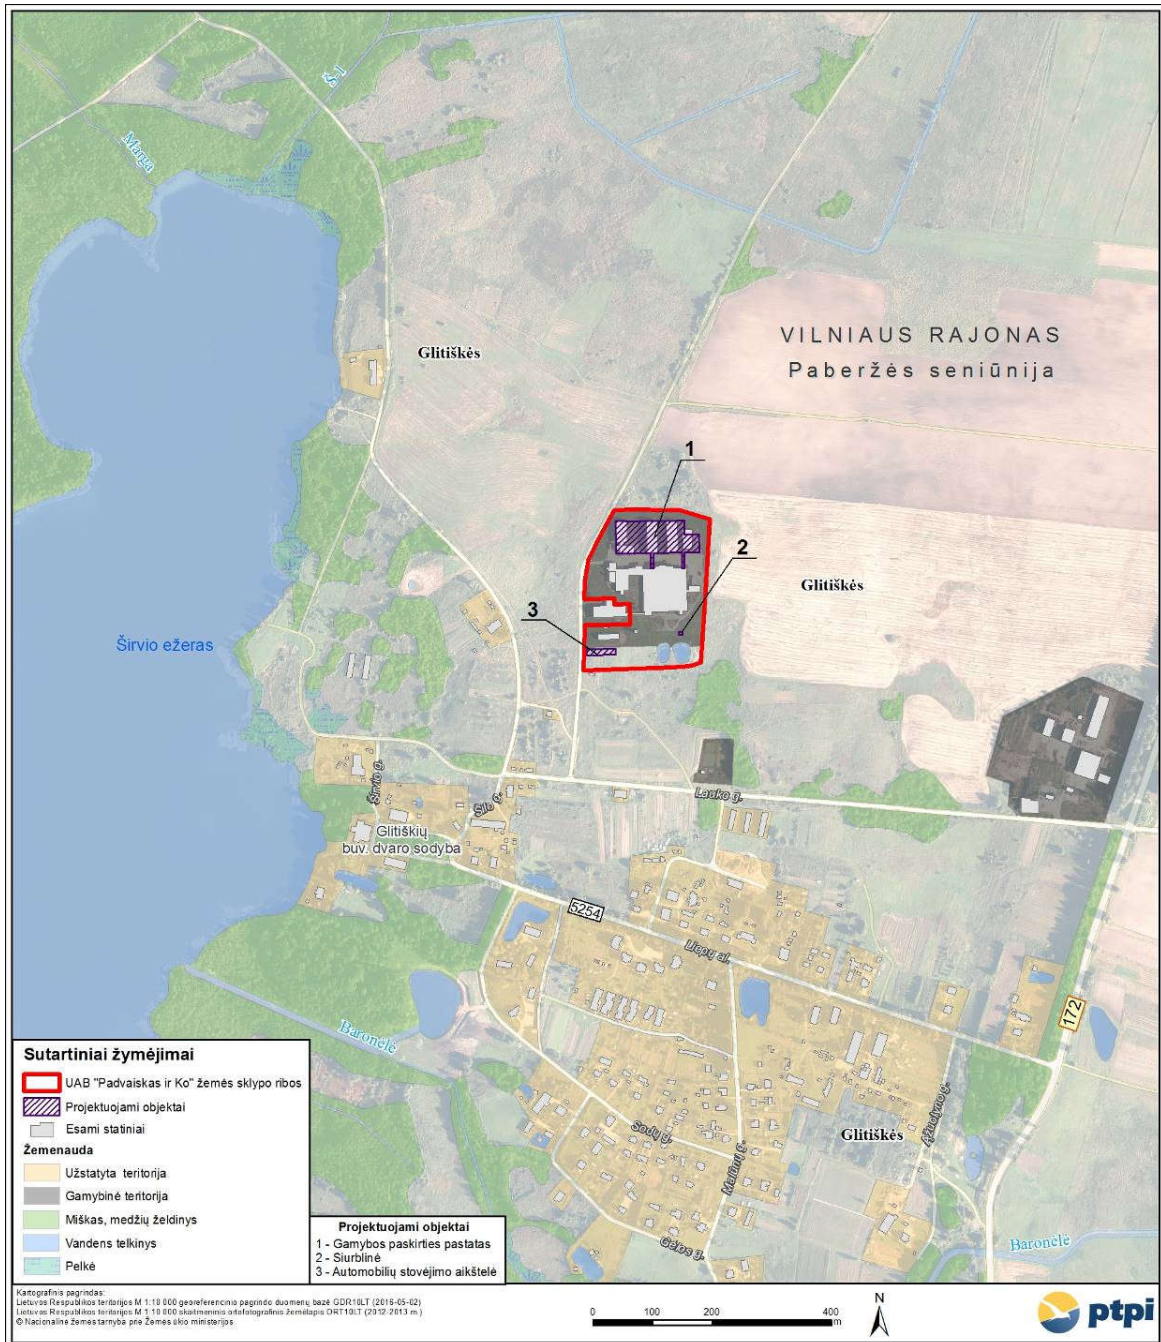 Š-1
Marga
VILNIAUS RAJONAS
Paberžės seniūnija
Glitiškės
1
2
Glitiškės
3
Širvio ežeras
Širvio g.
Šilo g.
Lauko g.
Glitiškių
buv. dvaro sodyba
5254
Liepų al.
172
Baronėlė
Sodų g.
Malūnų g.
Glitiškės
Ąžuolyno g.
Gėlos g.
Baronėlė
Sutartiniai žymėjimai
UAB "Padvaiskas ir Ko" žemės sklypo ribos
Projektuojami objektai
Esami statiniai
Žemenauda
Užstatyta teritorija
Gamybinė teritorija
Miškas, medžių želdinys
Vandens telkinys
Pelkė
Projektuojami objektai
1 - Gamybos paskirties pastatas
2 - Siurblinė
3 - Automobilių stovėjimo aikštelė
Kartografinis pagrindas:
Lietuvos Respublikos teritorijos M 1:10 000 georeferencinio pagrindo duomenų bazė GDR10LT (2016-05-02)
Lietuvos Respublikos teritorijos M 1:10 000 skaitmeninis ortofotografinis žemėlapis ORT10LT (2012-2013 m.)
© Nacionalinė žemės tarnyba prie Žemės ūkio ministerijos
0 100 200 400
m
N
ptpi